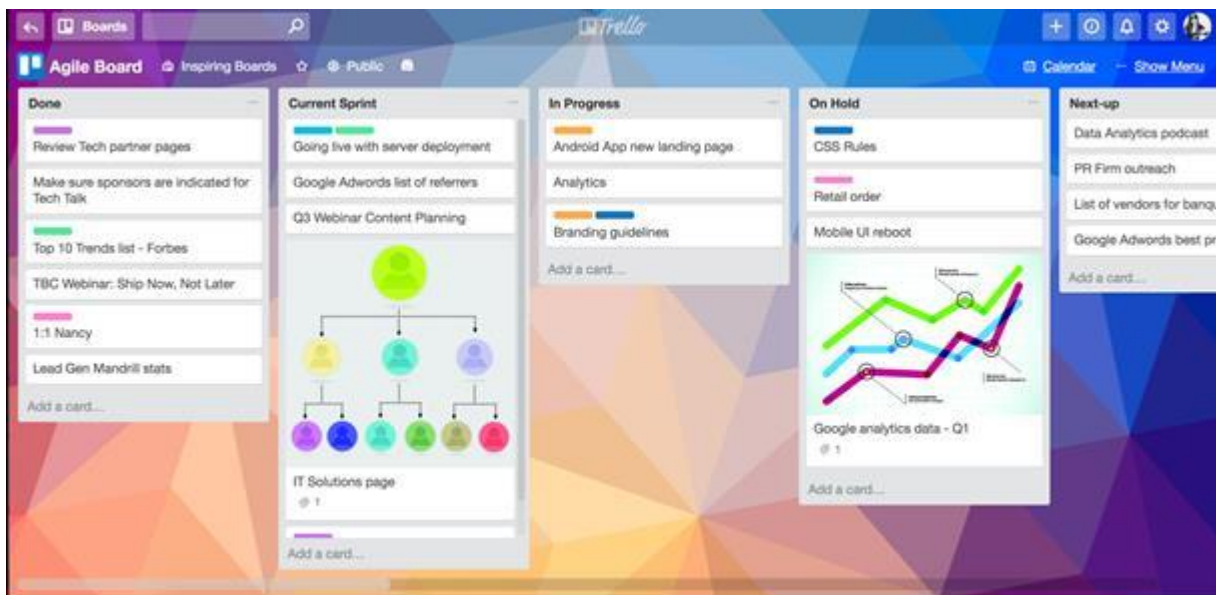 Boards
Trello
Agile Board
Inspiring Boards
Public
Calendar
Show Menu
Done
Review Tech partner pages
Make sure sponsors are indicated for
Tech Talk
Top 10 Trends list - Forbes
TBC Webinar: Ship Now, Not Later
1:1 Nancy
Lead Gen Mandrill stats
Add a card...
Current Sprint
Going live with server deployment
Google Adwords list of referrers
Q3 Webinar Content Planning
IT Solutions page
1
Add a card...
In Progress
Android App new landing page
Analytics
Branding guidelines
Add a card...
On Hold
CSS Rules
Retail order
Mobile UI reboot
Google analytics data - Q1
1
Add a card...
Next-up
Data Analytics podcast
PR Firm outreach
List of vendors for banqu
Google Adwords best pr
Add a card...